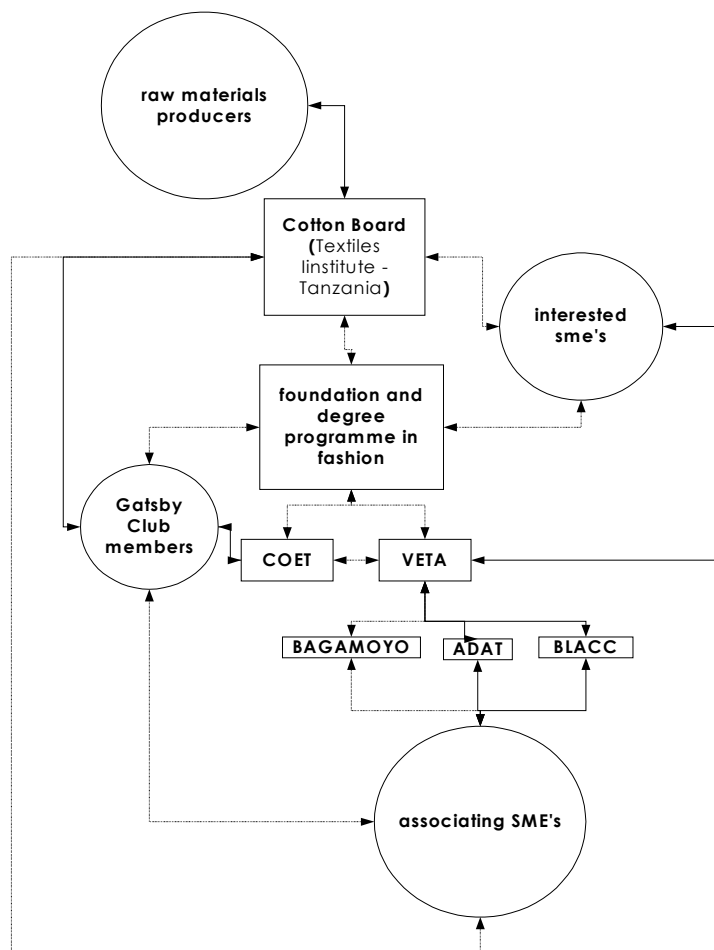 raw materials
producers
Cotton Board
(Textiles
Iinstitute -
Tanzania)
interested
sme's
foundation and
degree
programme in
fashion
Gatsby
Club
members
COET
VETA
BAGAMOYO
ADAT
BLACC
associating SME's